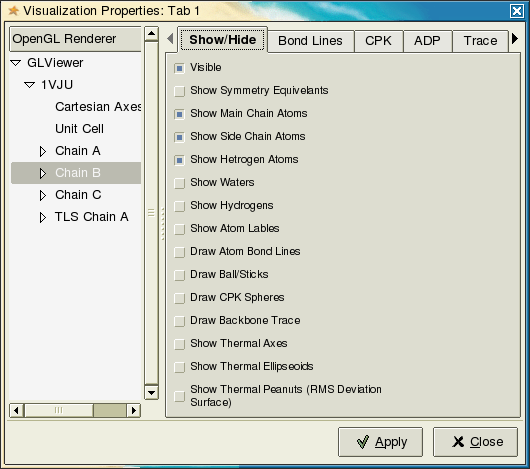 Visualization Properties: Tab 1
OpenGL Renderer
GLViewer
1VJU
Cartesian Axes
Unit Cell
Chain A
Chain B
Chain C
TLS Chain A
Show/Hide
Bond Lines
CPK
ADP
Trace
Visible
Show Symmetry Equivelants
Show Main Chain Atoms
Show Side Chain Atoms
Show Hetrogen Atoms
Show Waters
Show Hydrogens
Show Atom Lables
Draw Atom Bond Lines
Draw Ball/Sticks
Draw CPK Spheres
Draw Backbone Trace
Show Thermal Axes
Show Thermal Ellipseoids
Show Thermal Peanuts (RMS Deviation
Surface)
Apply
Close